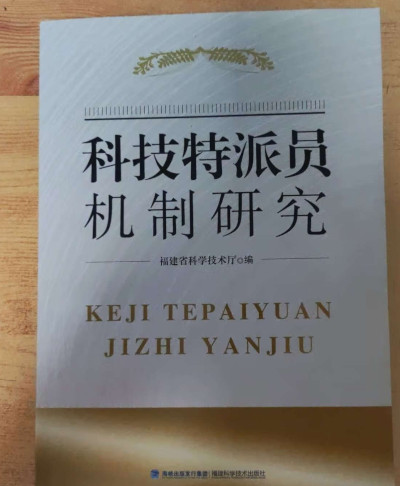 科技特派员
机制研究
福建省科学技术厅◎编
KEJI TEPAIYUAN
JIZHI YANJIU
海峡出版发行集团 福建科学技术出版社